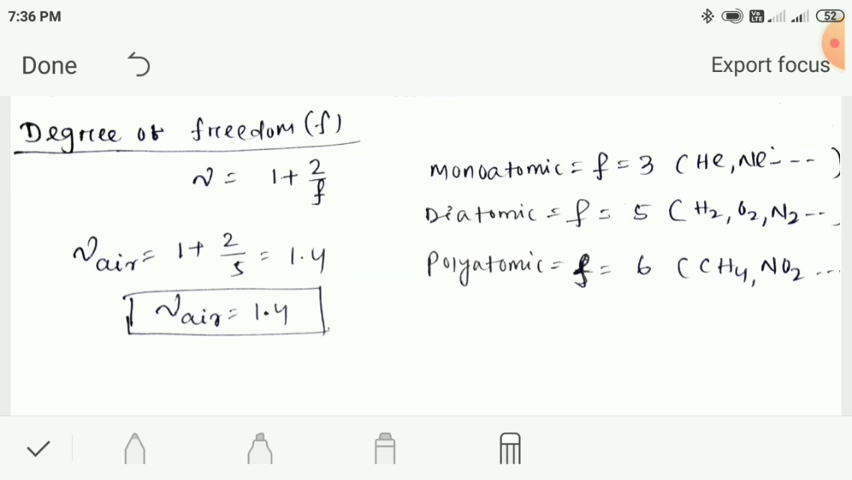 7:36 PM
52
Done
Export focus
Degree of freedom (f)
γ = 1 + 2/f
γair = 1 + 2/5 = 1.4
γair = 1.4
Monoatomic = f = 3 (He, Ne ---)
Diatomic = f = 5 (H2, O2, N2 --)
Polyatomic = f = 6 (CH4, NO2 ...